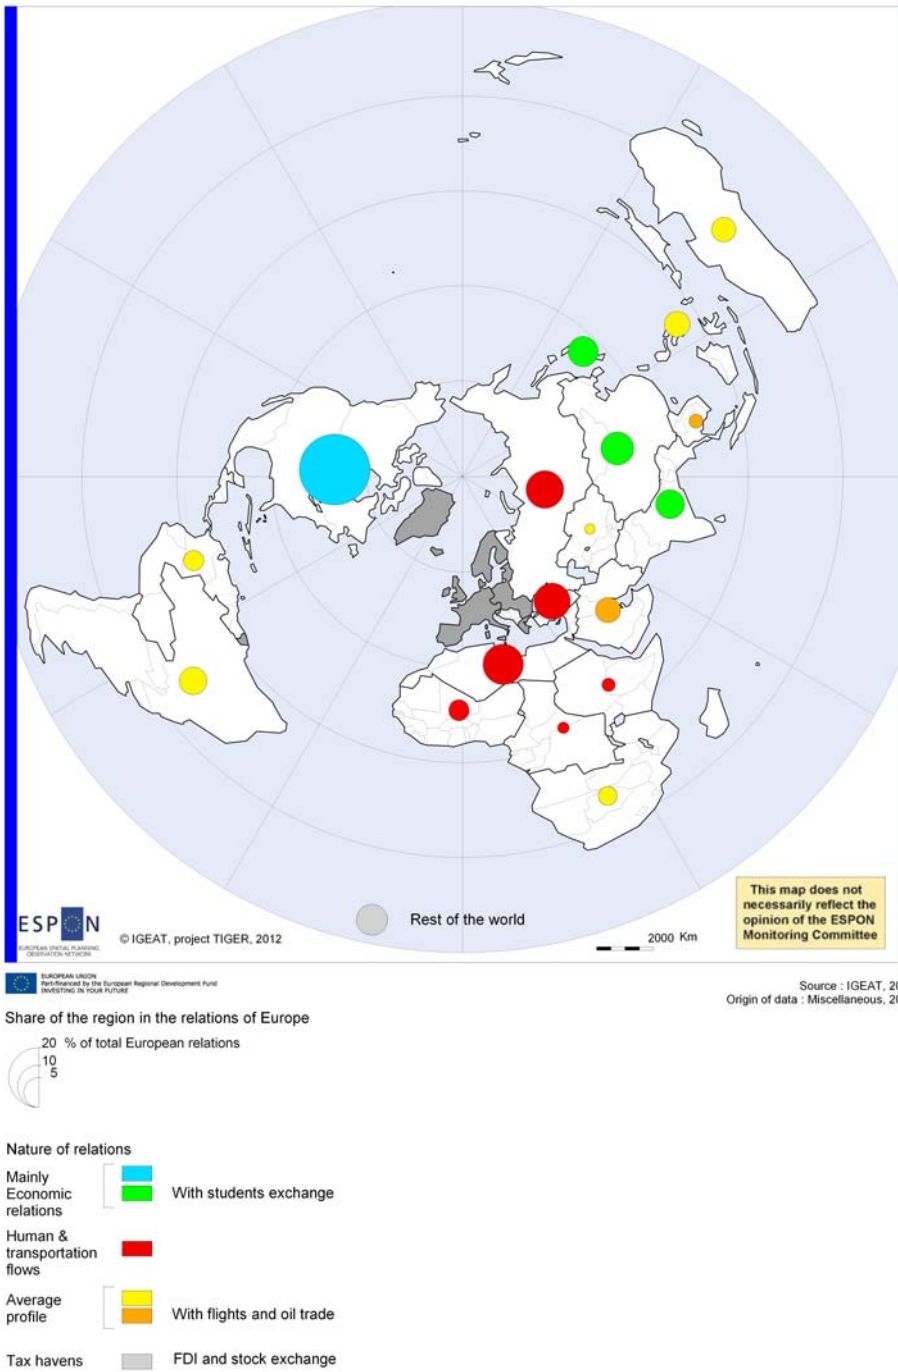 This map does not
necessarily reflect the
opinion of the ESPON
Monitoring Committee
ESPON
EUROPEAN SPATIAL PLANNING
OBSERVATION NETWORK
© IGEAT, project TIGER, 2012
Rest of the world
2000 Km
EUROPEAN UNION
Part-financed by the European Regional Development Fund
INVESTING IN YOUR FUTURE
Source : IGEAT, 20
Origin of data : Miscellaneous, 20
Share of the region in the relations of Europe
20 % of total European relations
10
5
Nature of relations
Mainly
Economic
relations
With students exchange
Human &
transportation
flows
Average
profile
With flights and oil trade
Tax havens
FDI and stock exchange